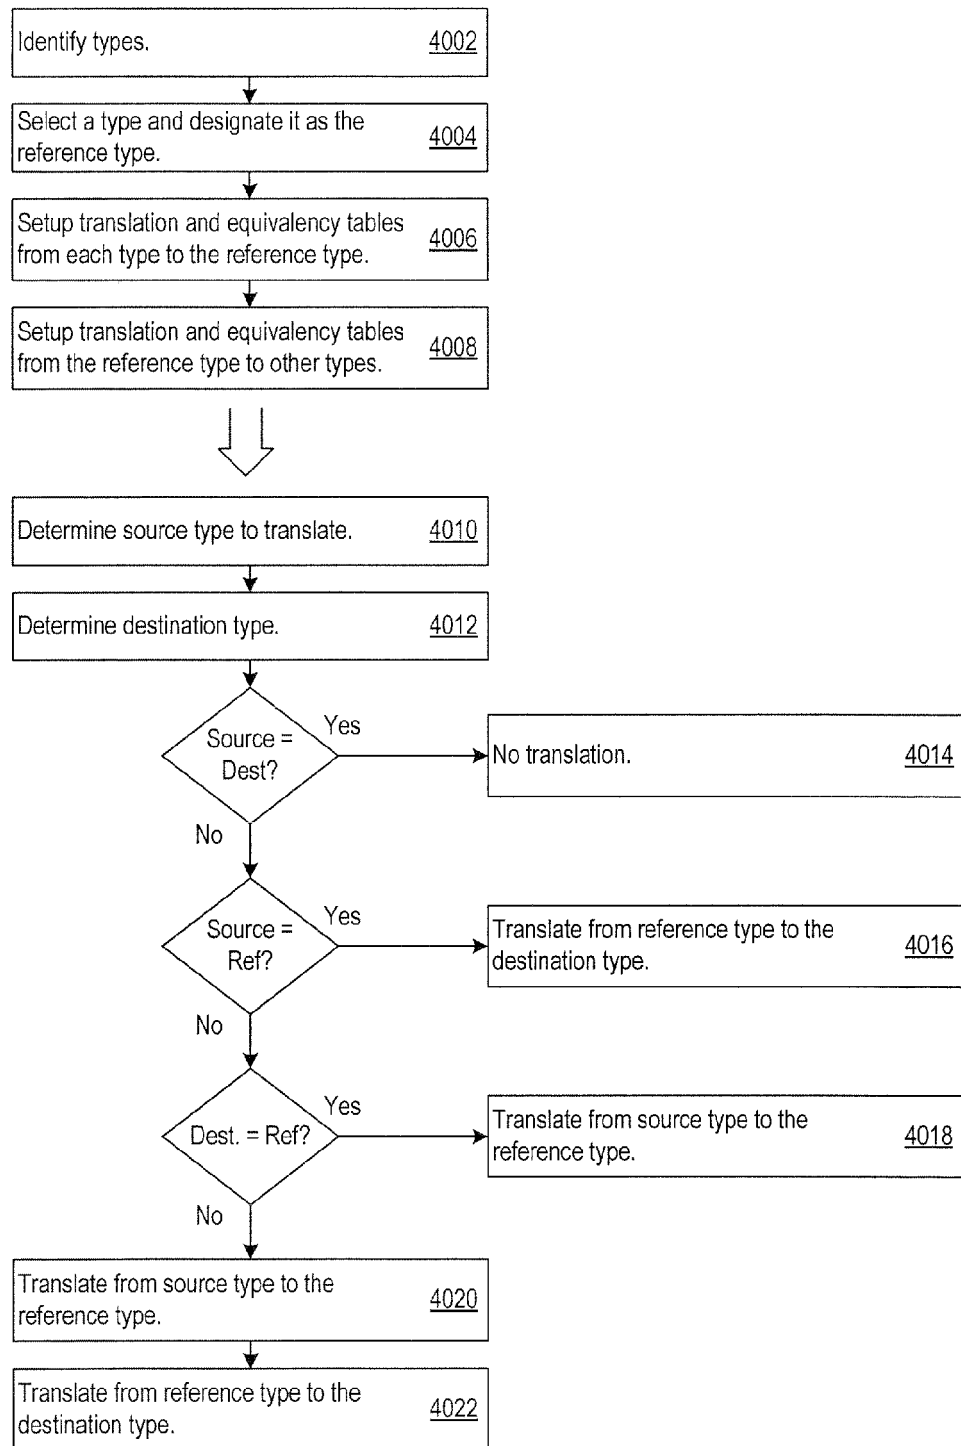 Identify types. 4002
Select a type and designate it as the
reference type. 4004
Setup translation and equivalency tables
from each type to the reference type. 4006
Setup translation and equivalency tables
from the reference type to other types. 4008
Determine source type to translate. 4010
Determine destination type. 4012
Source =
Dest?
Yes
No translation. 4014
No
Source =
Ref?
Yes
Translate from reference type to the
destination type. 4016
No
Dest. = Ref?
Yes
Translate from source type to the
reference type. 4018
No
Translate from source type to the
reference type. 4020
Translate from reference type to the
destination type. 4022